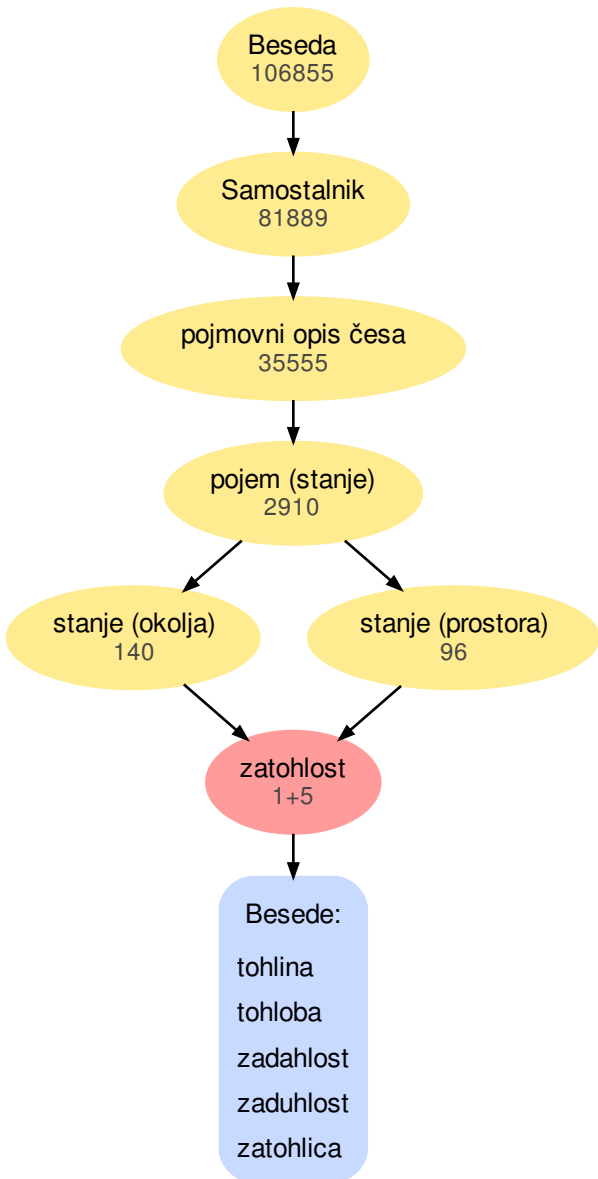 Beseda
106855
Samostalnik
81889
pojmovni opis česa
35555
pojem (stanje)
2910
stanje (okolja)
140
stanje (prostora)
96
zatohlost
1+5
Besede:
tohlina
tohloba
zadahlost
zaduhlost
zatohlica